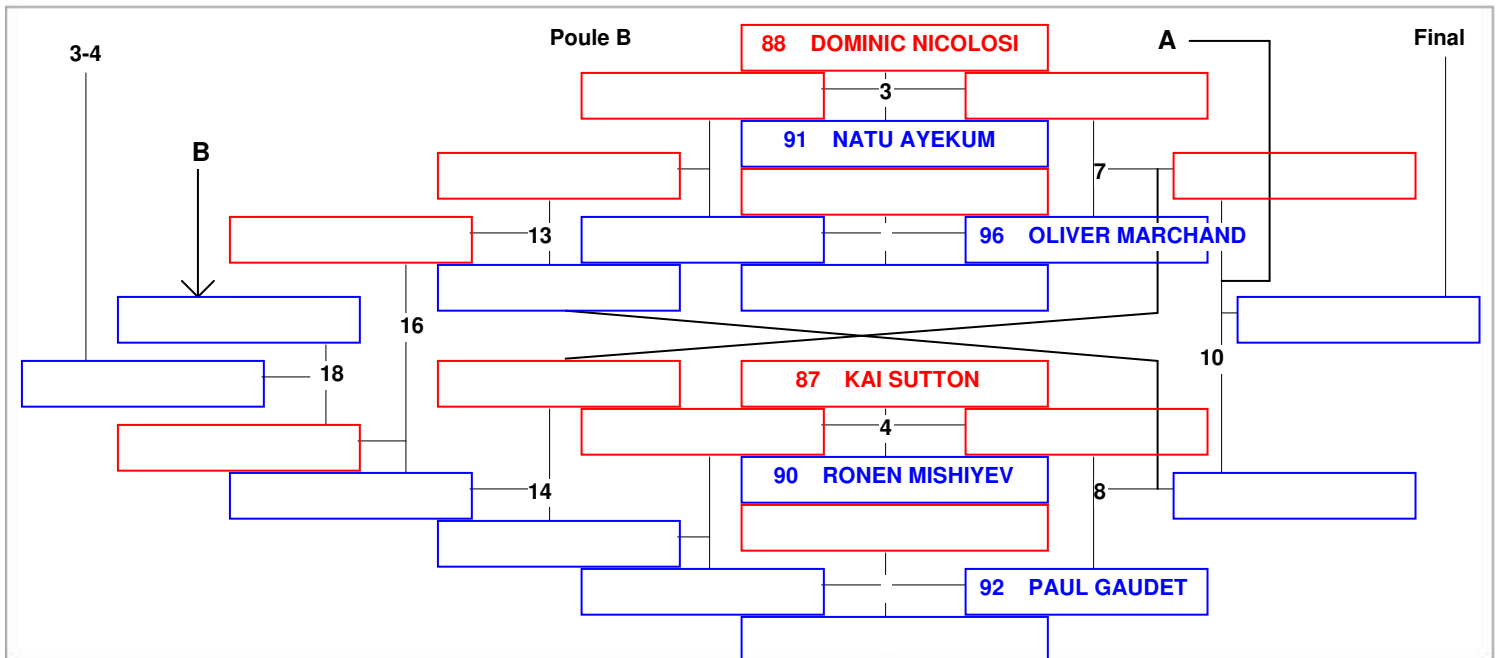 Poule B
88 DOMINIC NICOLOSI
A
Final
3-4
3
91 NATU AYEKUM
B
7
13
96 OLIVER MARCHAND
16
10
18
87 KAI SUTTON
4
90 RONEN MISHIYEV
14
8
92 PAUL GAUDET